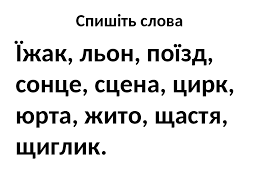 Спишіть слова
Їжак, льон, поїзд,
сонце, сцена, цирк,
юрта, жито, щастя,
щиглик.